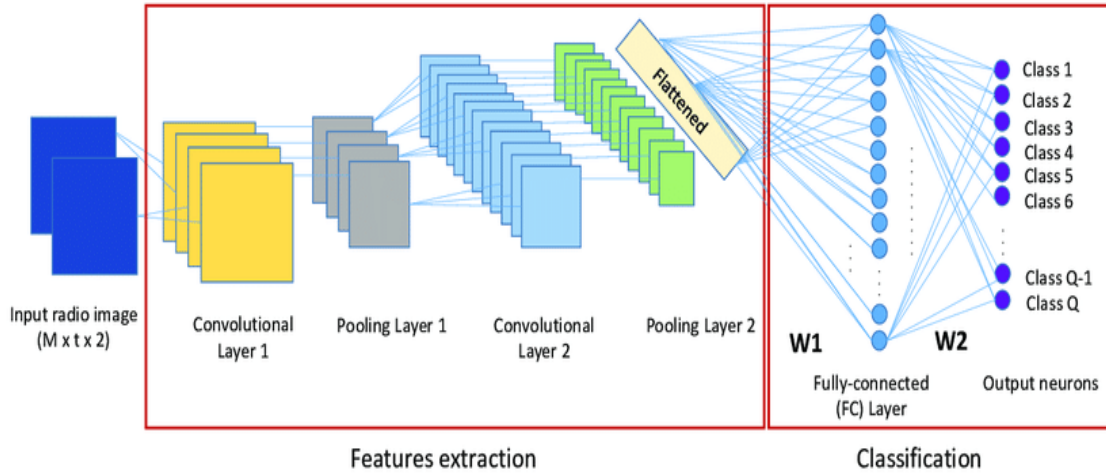 Input radio image
(M x t x 2)
Convolutional
Layer 1
Pooling Layer 1
Convolutional
Layer 2
Pooling Layer 2
Flattened
W1
Fully-connected
(FC) Layer
W2
Class 1
Class 2
Class 3
Class 4
Class 5
Class 6
Class Q-1
Class Q
Output neurons
Features extraction
Classification